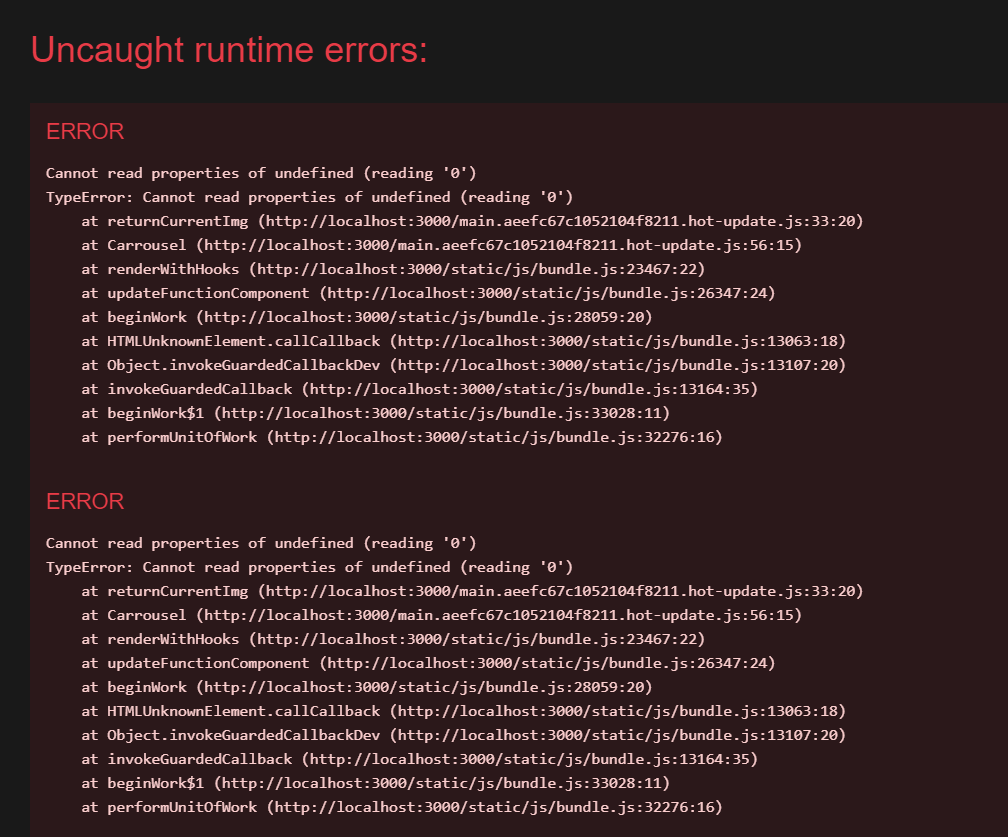 Uncaught runtime errors:
ERROR
Cannot read properties of undefined (reading '0')
TypeError: Cannot read properties of undefined (reading '0')
at returnCurrentImg (http://localhost:3000/main.aeefc67c1052104f8211.hot-update.js:33:20)
at Carrousel (http://localhost:3000/main.aeefc67c1052104f8211.hot-update.js:56:15)
at renderWithHooks (http://localhost:3000/static/js/bundle.js:23467:22)
at updateFunctionComponent (http://localhost:3000/static/js/bundle.js:26347:24)
at beginWork (http://localhost:3000/static/js/bundle.js:28059:20)
at HTMLUnknownElement.callCallback (http://localhost:3000/static/js/bundle.js:13063:18)
at Object.invokeGuardedCallbackDev (http://localhost:3000/static/js/bundle.js:13107:20)
at invokeGuardedCallback (http://localhost:3000/static/js/bundle.js:13164:35)
at beginWork$1 (http://localhost:3000/static/js/bundle.js:33028:11)
at performUnitOfWork (http://localhost:3000/static/js/bundle.js:32276:16)
ERROR
Cannot read properties of undefined (reading '0')
TypeError: Cannot read properties of undefined (reading '0')
at returnCurrentImg (http://localhost:3000/main.aeefc67c1052104f8211.hot-update.js:33:20)
at Carrousel (http://localhost:3000/main.aeefc67c1052104f8211.hot-update.js:56:15)
at renderWithHooks (http://localhost:3000/static/js/bundle.js:23467:22)
at updateFunctionComponent (http://localhost:3000/static/js/bundle.js:26347:24)
at beginWork (http://localhost:3000/static/js/bundle.js:28059:20)
at HTMLUnknownElement.callCallback (http://localhost:3000/static/js/bundle.js:13063:18)
at Object.invokeGuardedCallbackDev (http://localhost:3000/static/js/bundle.js:13107:20)
at invokeGuardedCallback (http://localhost:3000/static/js/bundle.js:13164:35)
at beginWork$1 (http://localhost:3000/static/js/bundle.js:33028:11)
at performUnitOfWork (http://localhost:3000/static/js/bundle.js:32276:16)